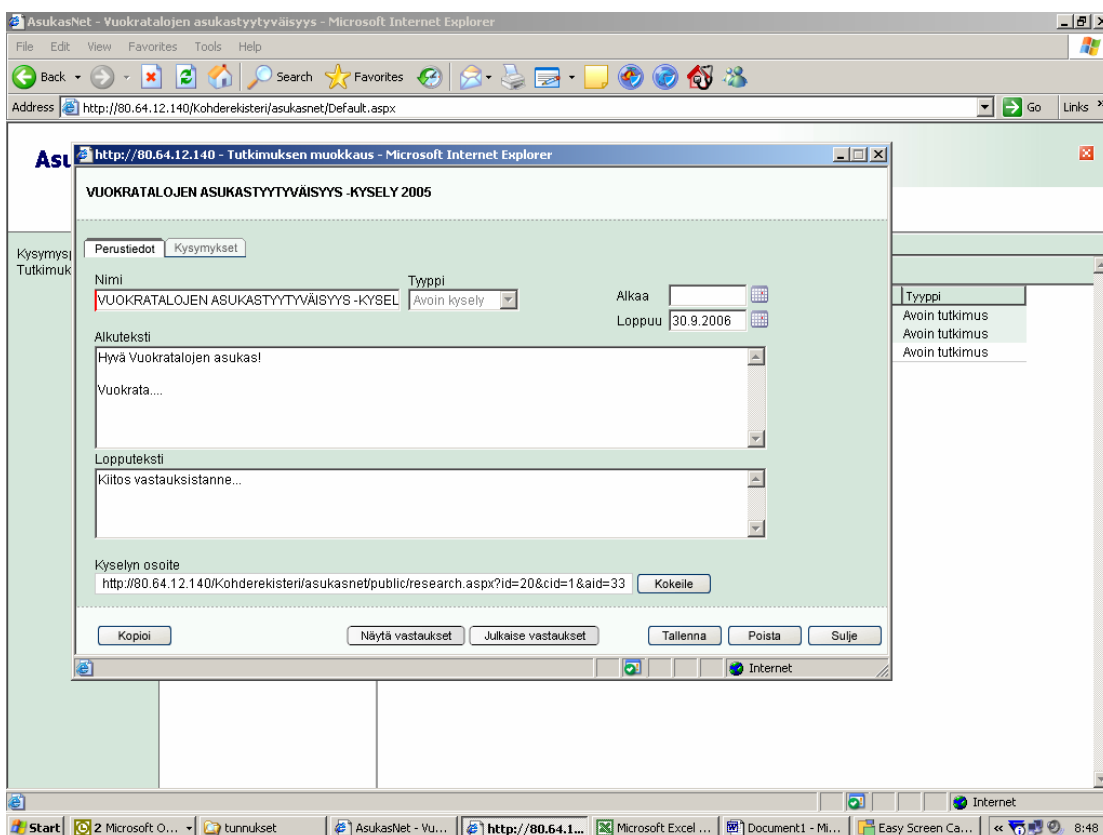 AsukasNet - Vuokratalojen asukastyytyväisyys - Microsoft Internet Explorer
File Edit View Favorites Tools Help
Back Search Favorites
Address http://80.64.12.140/Kohderekisteri/asukasnet/Default.aspx Go Links
http://80.64.12.140 - Tutkimuksen muokkaus - Microsoft Internet Explorer
VUOKRATALOJEN ASUKASTYYTYVÄISYYS -KYSELY 2005
Perustiedot Kysymykset
Nimi Tyyppi
VUOKRATALOJEN ASUKASTYYTYVÄISYYS -KYSEL Avoin kysely
Alkaa
Loppuu 30.9.2006
Alkuteksti
Hyvä Vuokratalojen asukas!
Vuokrata....
Lopputeksti
Kiitos vastauksistanne...
Kyselyn osoite
http://80.64.12.140/Kohderekisteri/asukasnet/public/research.aspx?id=20&cid=1&aid=33 Kokeile
Kopioi Näytä vastaukset Julkaise vastaukset Tallenna Poista Sulje
Internet
Tyyppi
Avoin tutkimus
Avoin tutkimus
Avoin tutkimus
Internet
Start 2 Microsoft O... tunnukset AsukasNet - Vu... http://80.64.1... Microsoft Excel ... Document1 - Mi... Easy Screen Ca... « 8:48